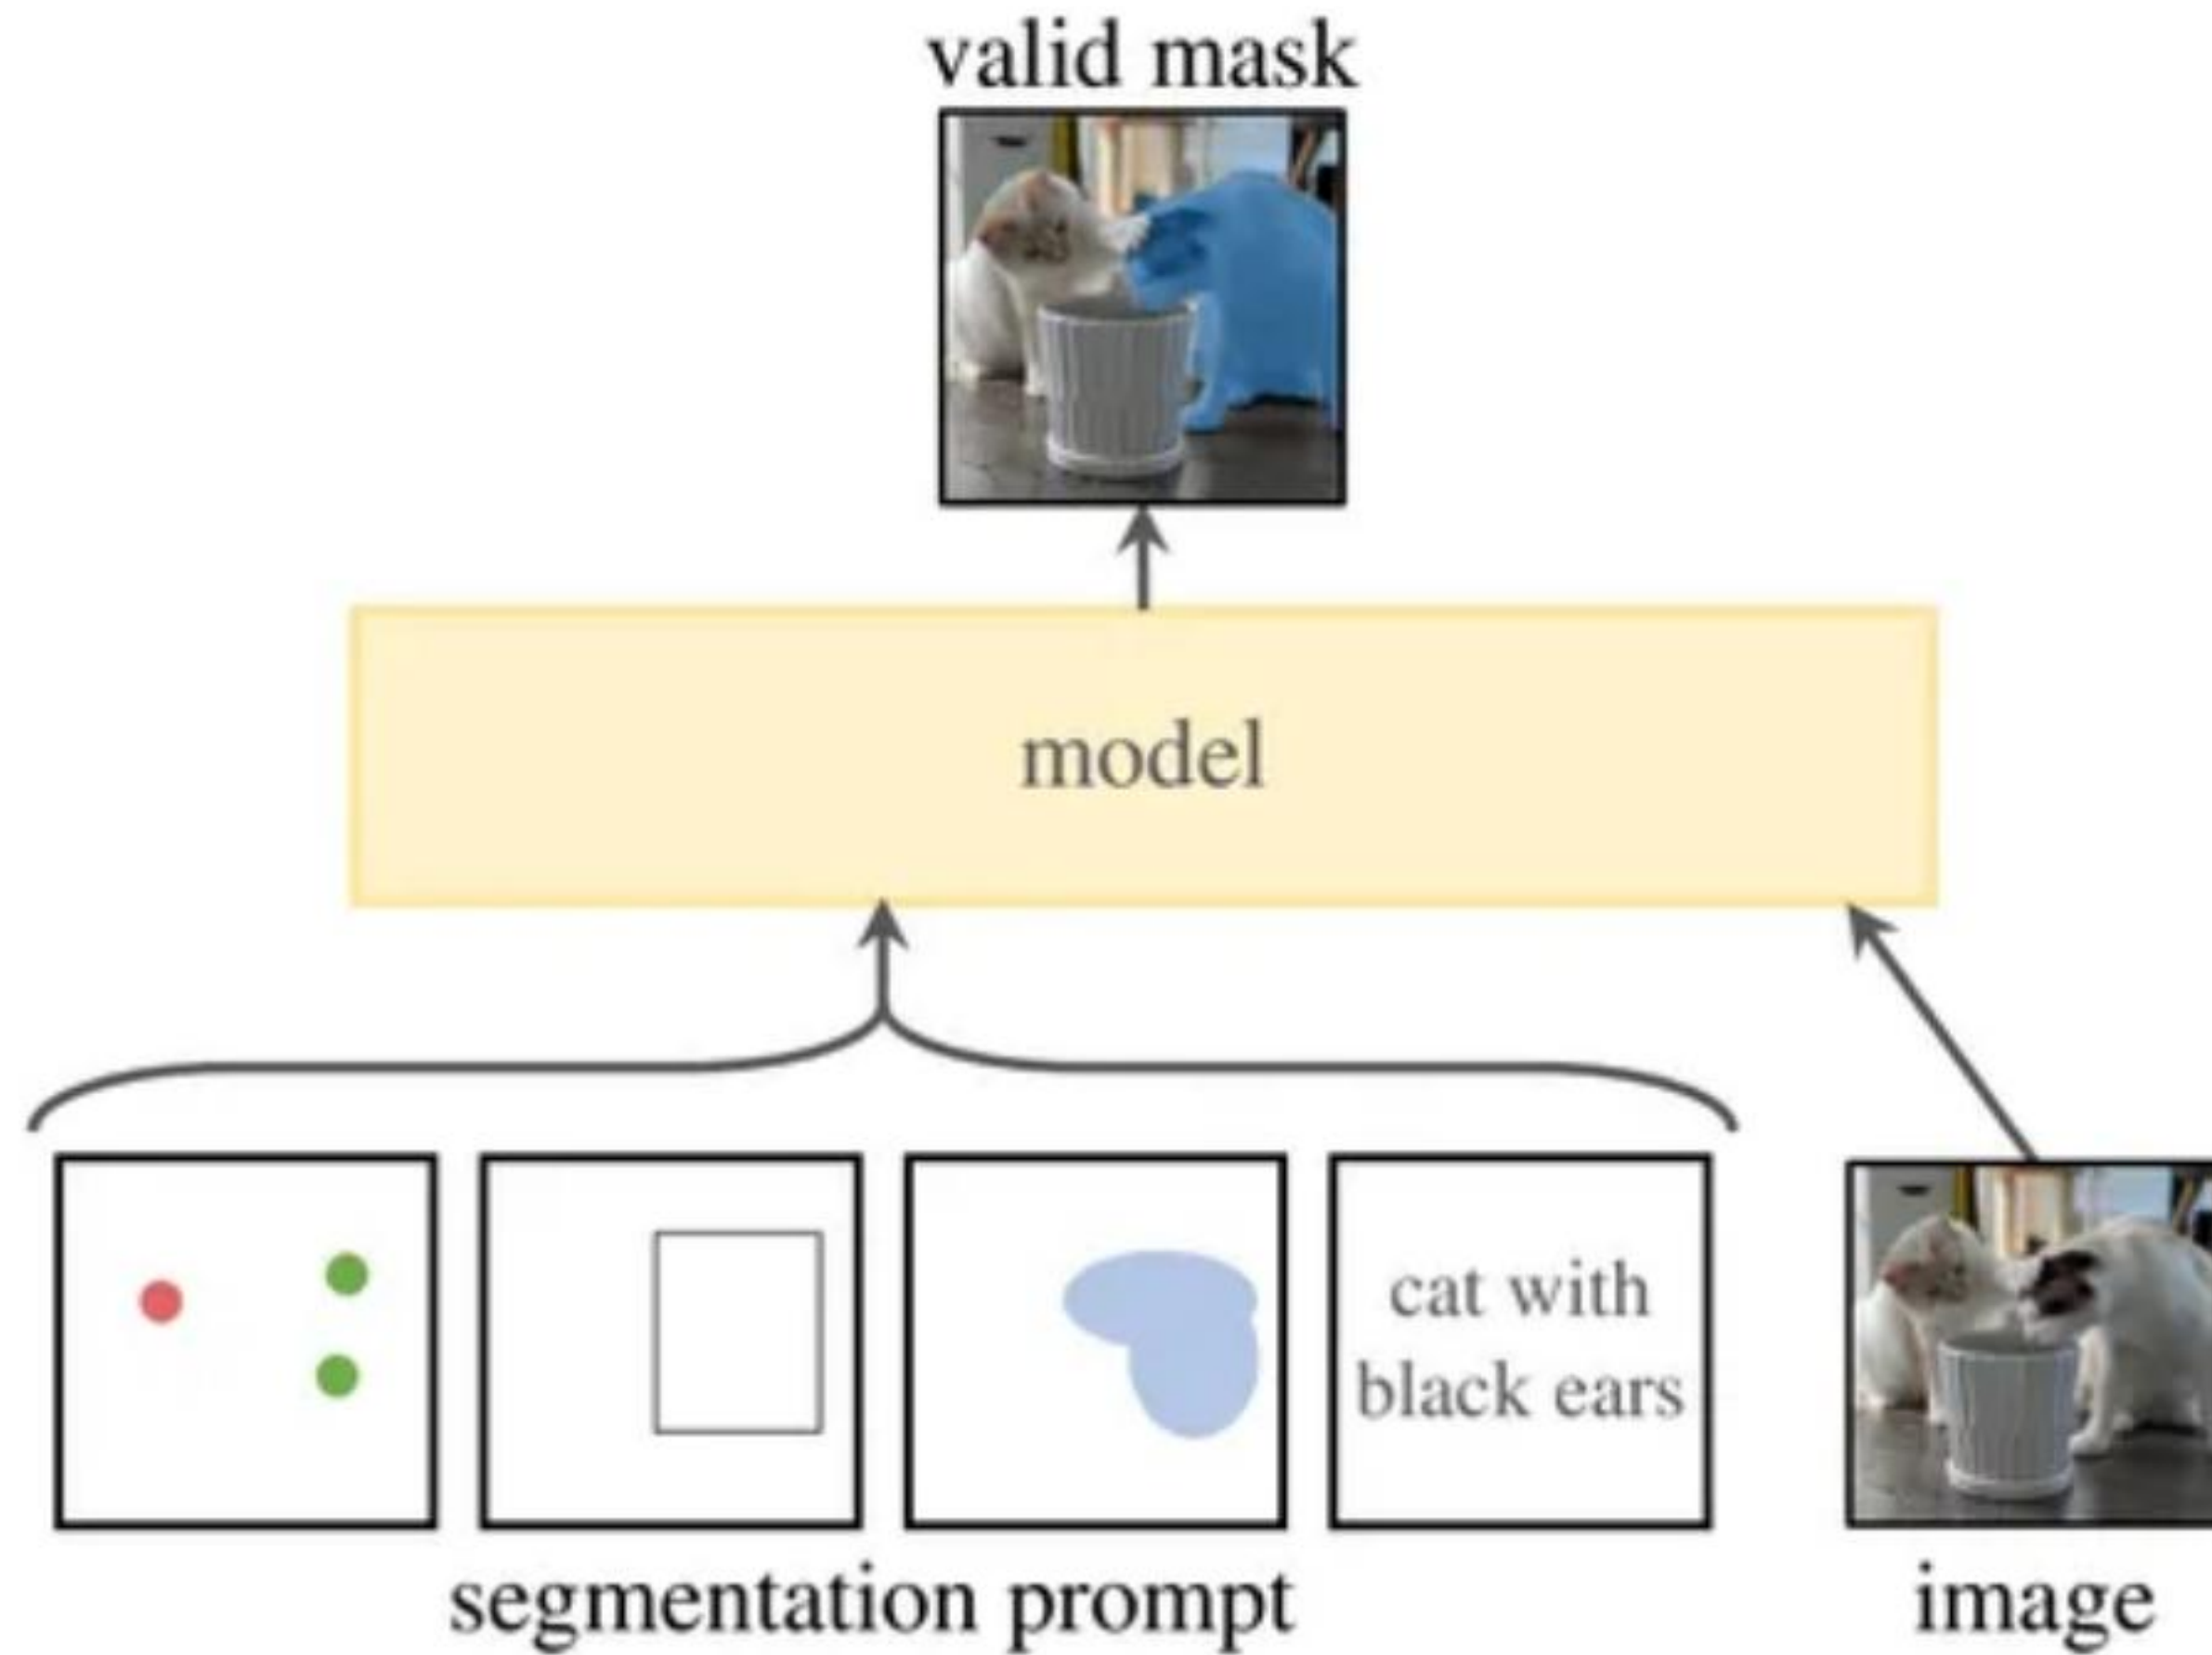 valid mask
model
cat with
black ears
segmentation prompt
image